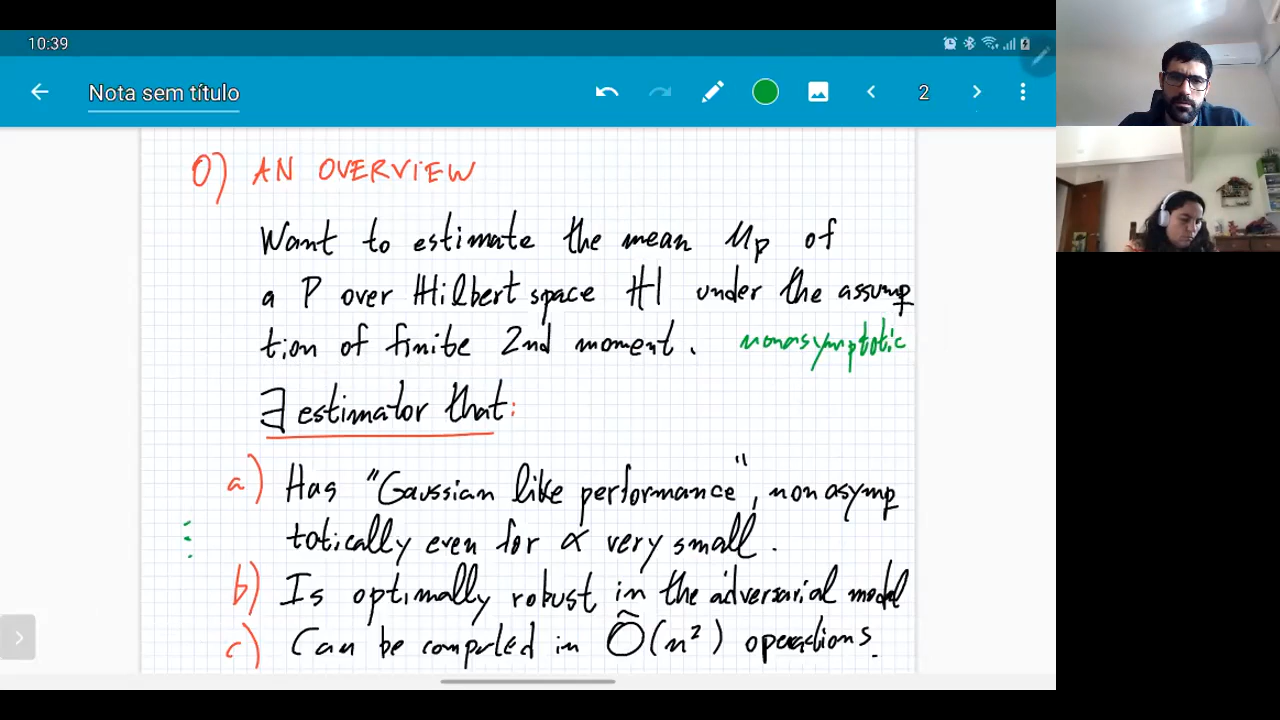 10:39
Nota sem título
2
0) AN OVERVIEW
Want to estimate the mean μ_P of
a P over Hilbert space H under the assump
tion of finite 2nd moment. nonasymptotic
∃ estimator that:
a) Has "Gaussian like performance", nonasymp
totically even for α very small.
b) Is optimally robust in the adversarial model
c) Can be computed in Õ(n²) operations.